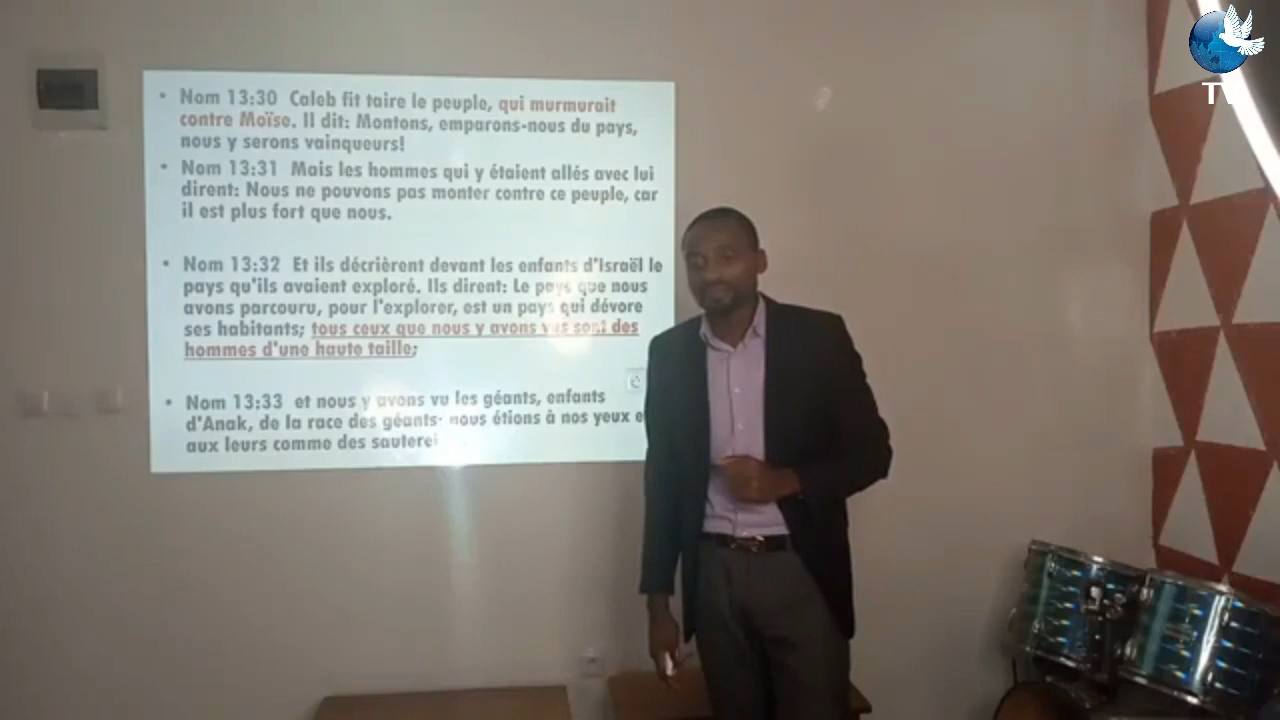 • Nom 13:30 Caleb fit taire le peuple, qui murmurait
contre Moïse. Il dit: Montons, emparons-nous du pays,
nous y serons vainqueurs!
• Nom 13:31 Mais les hommes qui y étaient allés avec lui
dirent: Nous ne pouvons pas monter contre ce peuple, car
il est plus fort que nous.
• Nom 13:32 Et ils décrièrent devant les enfants d'Israël le
pays qu'ils avaient exploré. Ils dirent: Le pays que nous
avons parcouru, pour l'explorer, est un pays qui dévore
ses habitants; tous ceux que nous y avons vus sont des
hommes d'une haute taille;
• Nom 13:33 et nous y avons vu les géants, enfants
d'Anak, de la race des géants: nous étions à nos yeux e
aux leurs comme des sauterel
TV